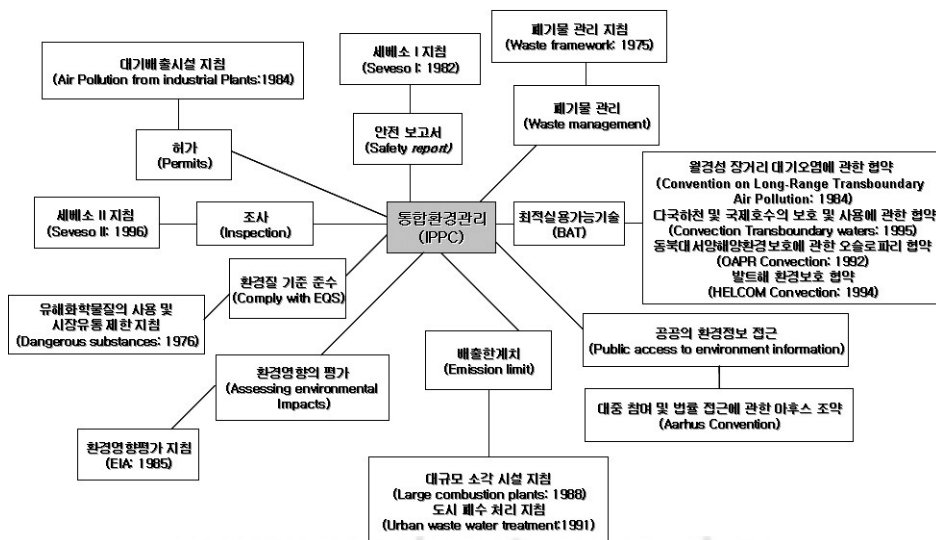 폐기물 관리 지침
(Waste framework: 1975)
세베소 I 지침
(Seveso I: 1982)
대기배출시설 지침
(Air Pollution from industrial Plants:1984)
폐기물 관리
(Waste management)
안전 보고서
(Safety report)
허가
(Permits)
월경성 장거리 대기오염에 관한 협약
(Convention on Long-Range Transboundary
Air Pollution: 1984)
다국하천 및 국제호수의 보호 및 사용에 관한 협약
(Convection Transboundary waters: 1995)
동북대서양해양환경보호에 관한 오슬로파리 협약
(OAPR Convection: 1992)
발트해 환경보호 협약
(HELCOM Convection: 1994)
세베소 II 지침
(Seveso II: 1996)
조사
(Inspection)
통합환경관리
(IPPC)
최적실용가능기술
(BAT)
환경질 기준 준수
(Comply with EQS)
유해화학물질의 사용 및
시장유통 제한 지침
(Dangerous substances: 1976)
공공의 환경정보 접근
(Public access to environment information)
환경영향의 평가
(Assessing environmental
Impacts)
배출한계치
(Emission limit)
대중 참여 및 법률 접근에 관한 아후스 조약
(Aarhus Convention)
환경영향평가 지침
(EIA: 1985)
대규모 소각 시설 지침
(Large combustion plants: 1988)
도시 폐수 처리 지침
(Urban waste water treatment:1991)